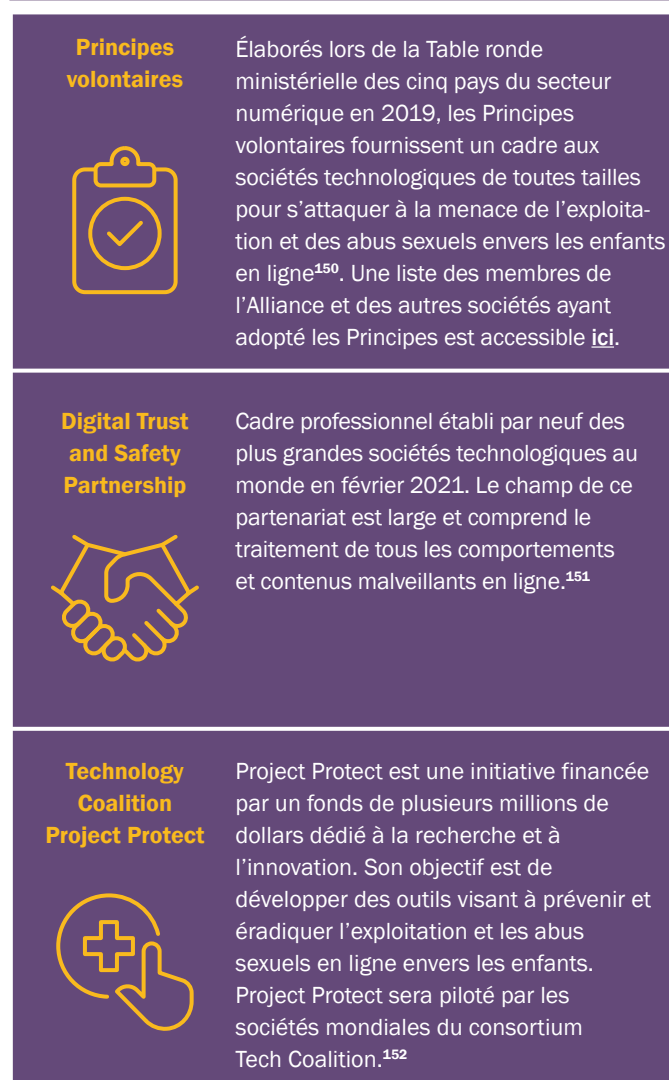 Principes
volontaires
Élaborés lors de la Table ronde
ministérielle des cinq pays du secteur
numérique en 2019, les Principes
volontaires fournissent un cadre aux
sociétés technologiques de toutes tailles
pour s’attaquer à la menace de l’exploita-
tion et des abus sexuels envers les enfants
en ligne150. Une liste des membres de
l’Alliance et des autres sociétés ayant
adopté les Principes est accessible ici.
Digital Trust
and Safety
Partnership
Cadre professionnel établi par neuf des
plus grandes sociétés technologiques au
monde en février 2021. Le champ de ce
partenariat est large et comprend le
traitement de tous les comportements
et contenus malveillants en ligne.151
Technology
Coalition
Project Protect
Project Protect est une initiative financée
par un fonds de plusieurs millions de
dollars dédié à la recherche et à
l’innovation. Son objectif est de
développer des outils visant à prévenir et
éradiquer l’exploitation et les abus
sexuels en ligne envers les enfants.
Project Protect sera piloté par les
sociétés mondiales du consortium
Tech Coalition.152